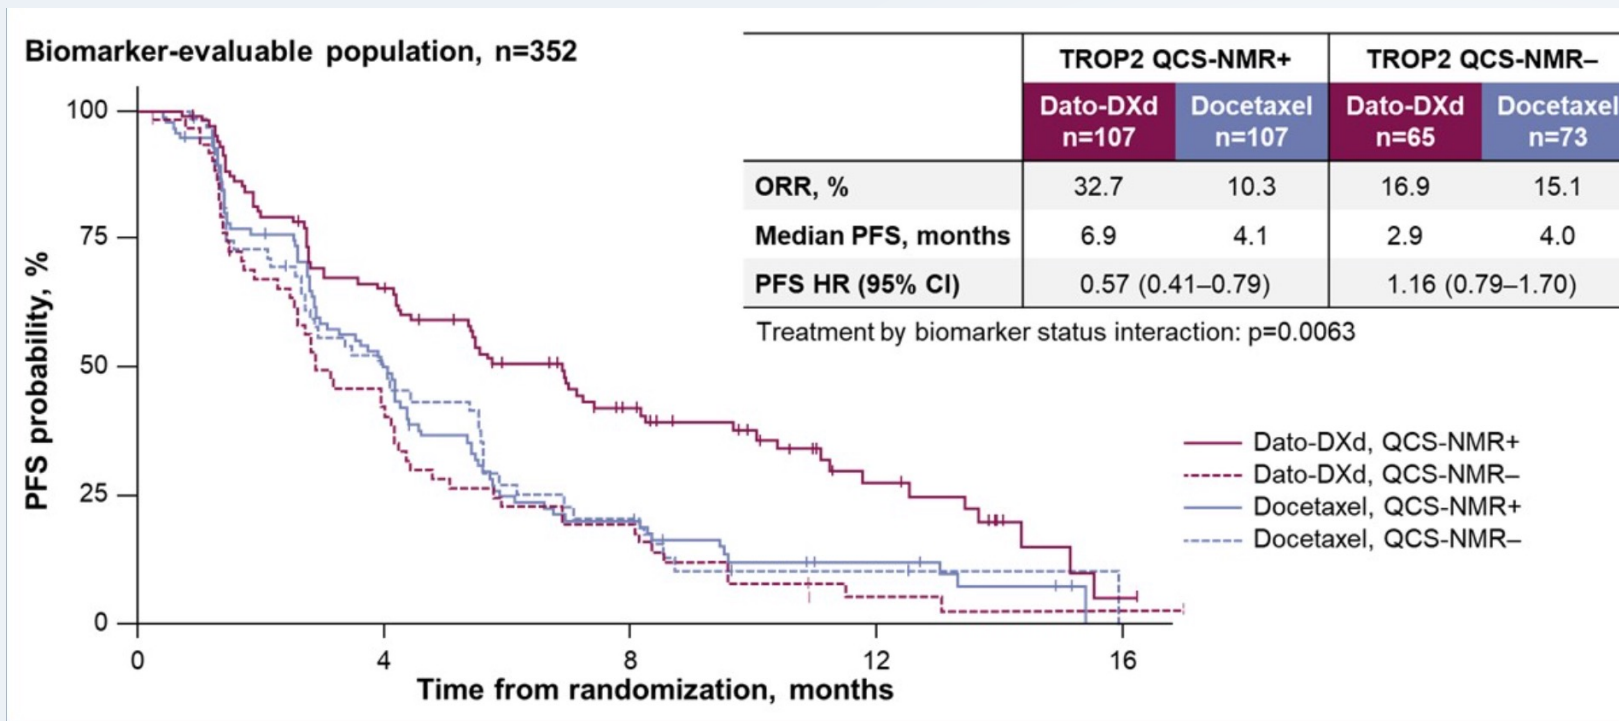 Biomarker-evaluable population, n=352
TROP2 QCS-NMR+ TROP2 QCS-NMR–
Dato-DXd Docetaxel Dato-DXd Docetaxel
n=107 n=107 n=65 n=73
ORR, % 32.7 10.3 16.9 15.1
Median PFS, months 6.9 4.1 2.9 4.0
PFS HR (95% CI) 0.57 (0.41–0.79) 1.16 (0.79–1.70)
Treatment by biomarker status interaction: p=0.0063
PFS probability, %
100
75
50
25
0
0 4 8 12 16
Time from randomization, months
Dato-DXd, QCS-NMR+
Dato-DXd, QCS-NMR–
Docetaxel, QCS-NMR+
Docetaxel, QCS-NMR–